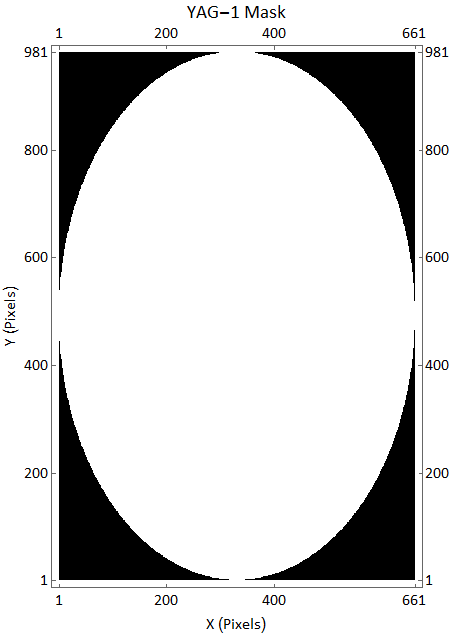 YAG−1 Mask
1 200 400 661
981 981
800 800
600 600
Y (Pixels)
400 400
200 200
1 1
1 200 400 661
X (Pixels)